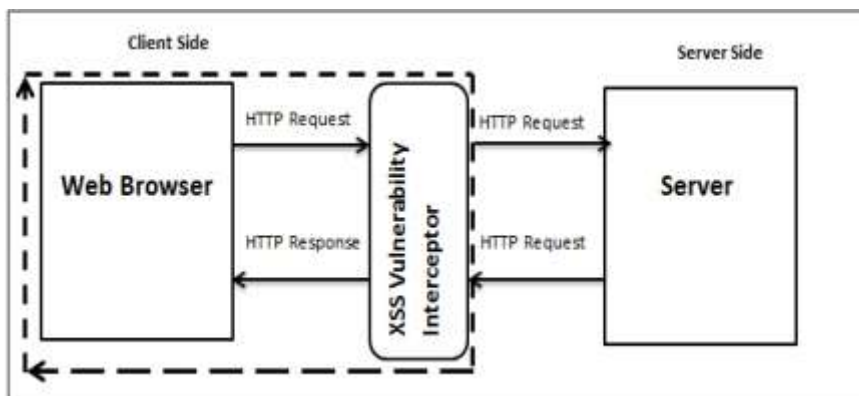 Client Side
Server Side
HTTP Request
HTTP Request
Web Browser
XSS Vulnerability
Interceptor
Server
HTTP Response
HTTP Request